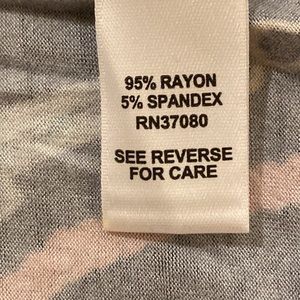 95% RAYON
5% SPANDEX
RN37080
SEE REVERSE
FOR CARE